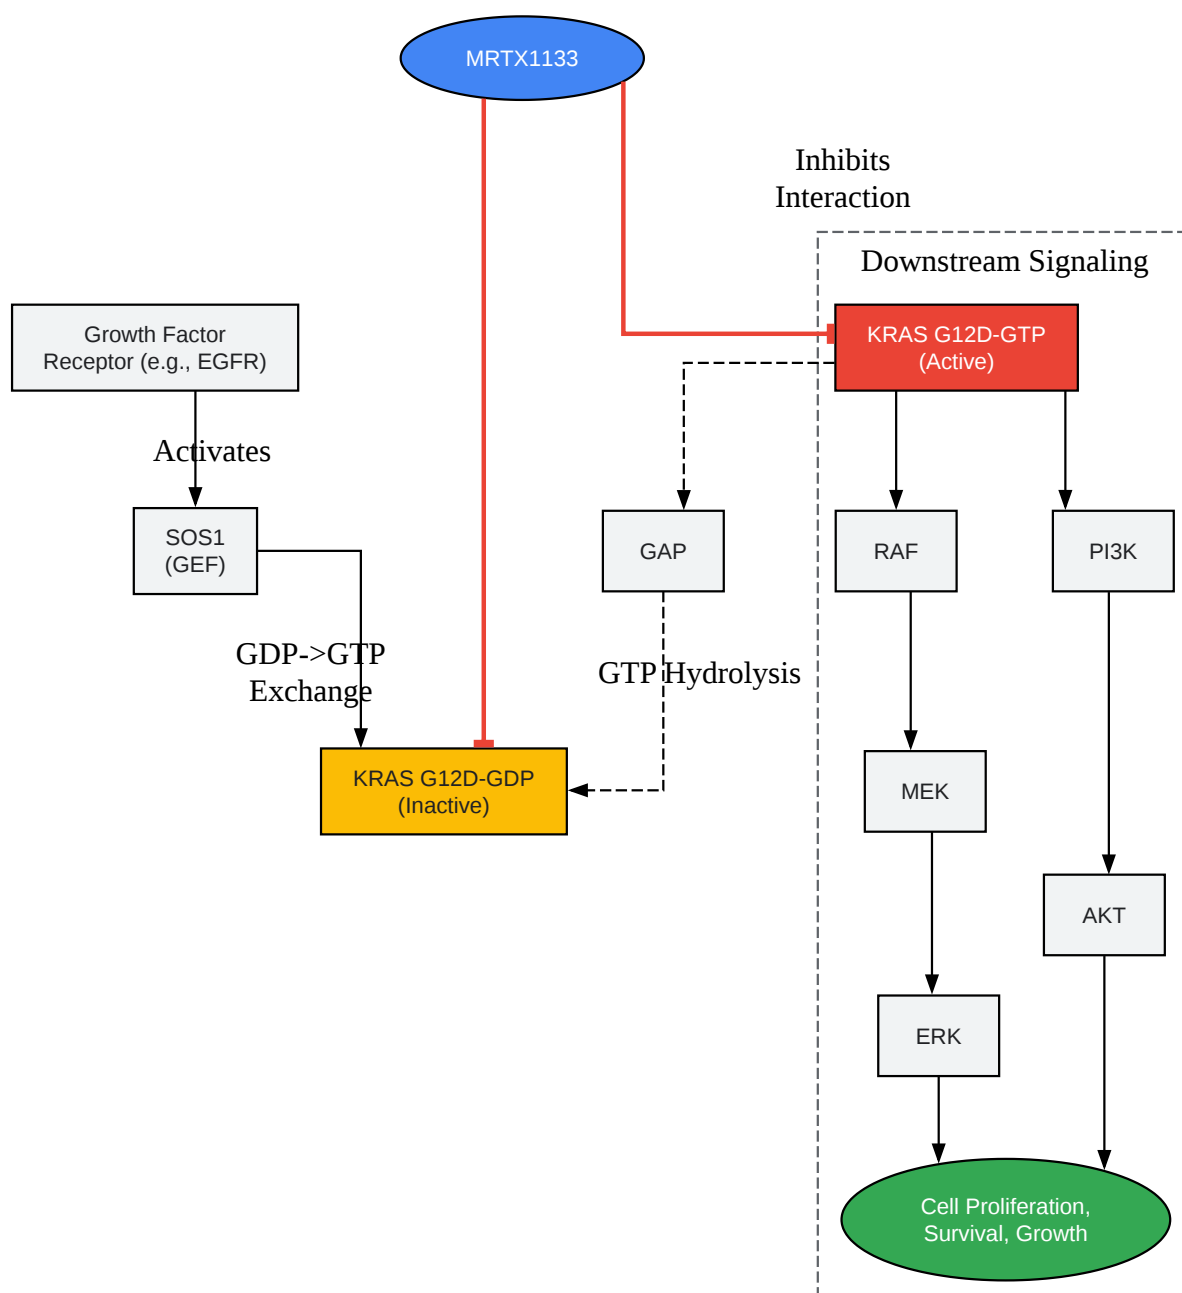 MRTX1133
Inhibits
Interaction
Downstream Signaling
Growth Factor
Receptor (e.g., EGFR)
KRAS G12D-GTP
(Active)
Activates
SOS1
(GEF)
GAP
RAF
PI3K
GDP->GTP
Exchange
GTP Hydrolysis
KRAS G12D-GDP
(Inactive)
MEK
AKT
ERK
Cell Proliferation,
Survival, Growth